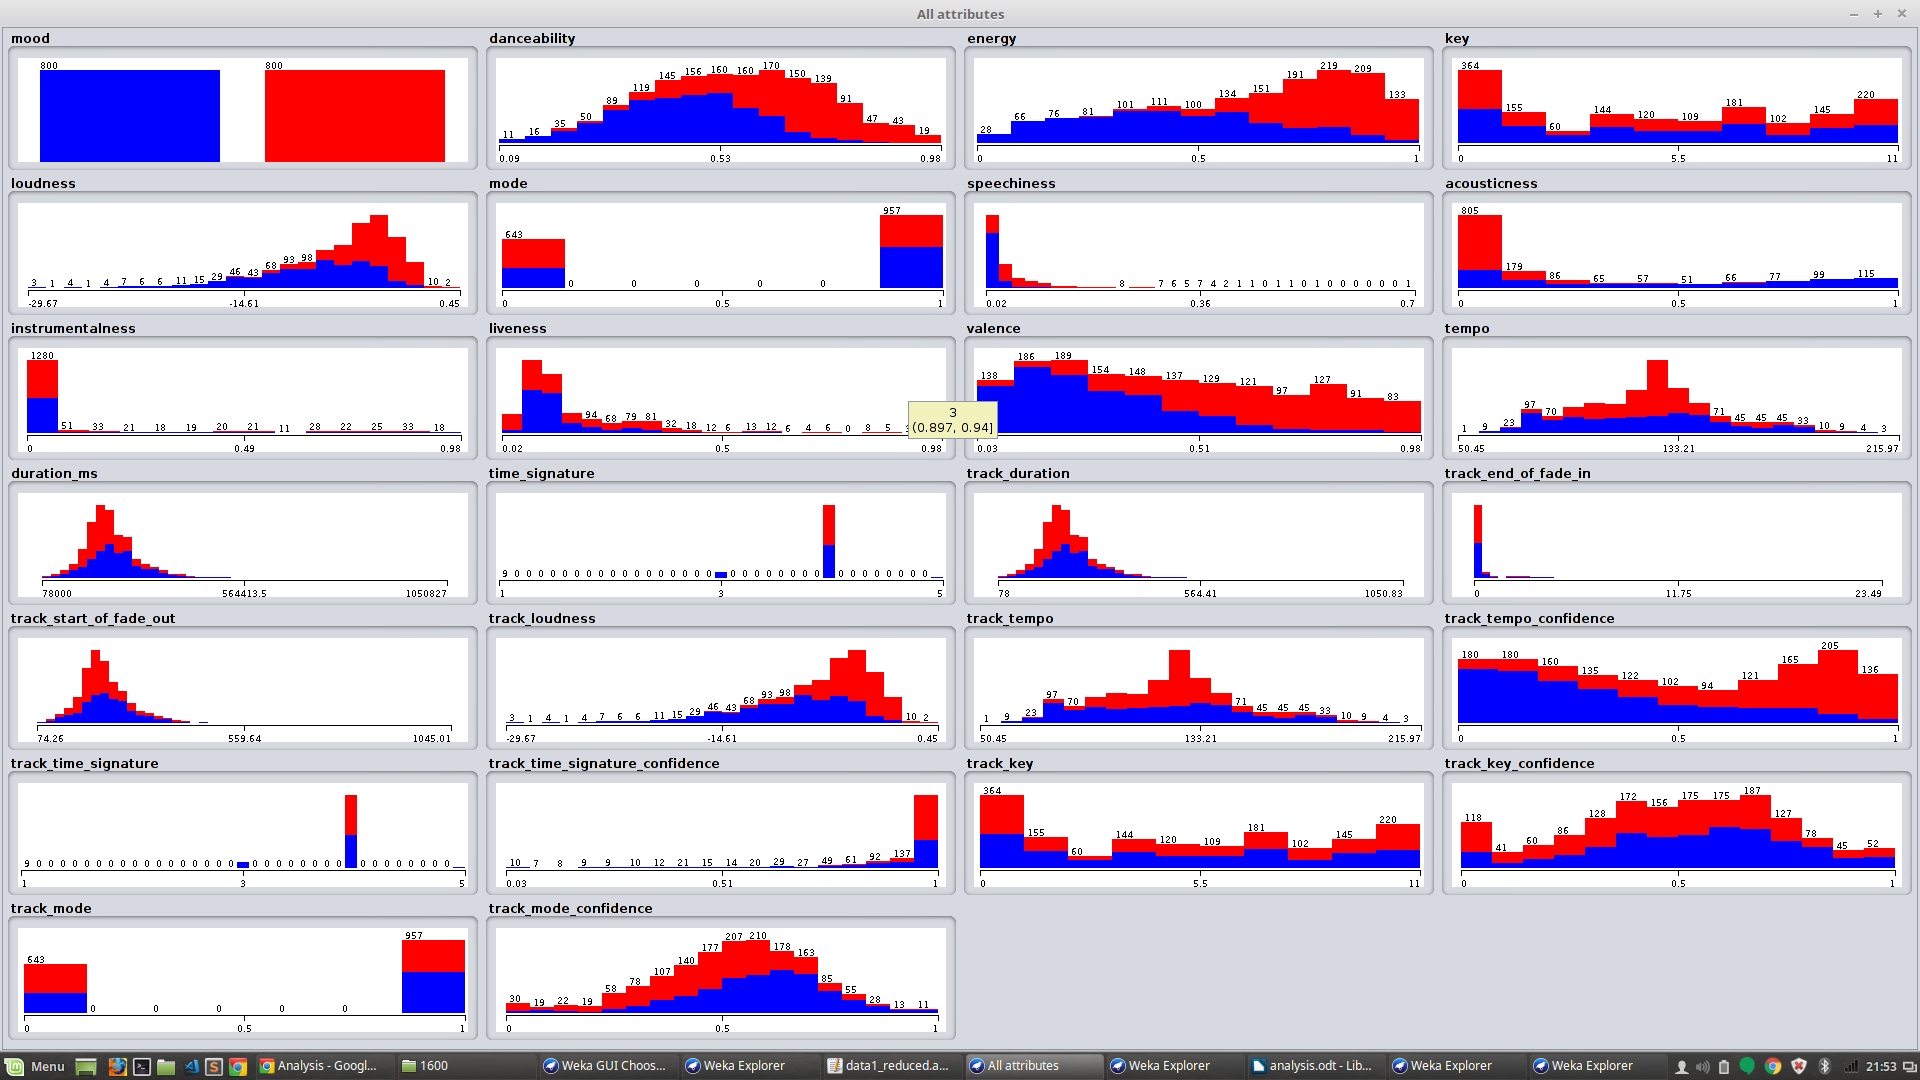 All attributes
mood
800 800
danceability
11 16 35 50 89 119 145 156 160 160 170 150 139 91 47 43 19
0.09 0.53 0.98
energy
28 66 76 81 101 111 100 134 151 191 219 209 133
0 0.5 1
key
364 155 60 144 120 109 181 102 145 220
0 5.5 11
loudness
3 1 4 1 4 7 6 6 11 15 29 46 43 68 93 98 10 2
-29.67 -14.61 0.45
mode
643 0 0 0 0 957
0 0.5 1
speechiness
8 7 6 5 7 4 2 1 1 0 1 1 0 1 0 0 0 0 0 0 1
0.02 0.36 0.7
acousticness
805 179 86 65 57 51 66 77 99 115
0 0.5 1
instrumentalness
1280 51 33 21 18 19 20 21 11 28 22 25 33 18
0 0.49 0.98
liveness
94 68 79 81 32 18 12 6 13 12 6 4 6 0 8 5
0.02 0.5 0.98
3
(0.897, 0.94]
valence
138 186 189 154 148 137 129 121 97 127 91 83
0.03 0.51 0.98
tempo
1 9 23 97 70 71 45 45 45 33 10 9 4 3
50.45 133.21 215.97
duration_ms
78000 564413.5 1050827
time_signature
9 0 0 0 0 0 0 0 0 0 0 0 0 0 0 0 0 0 0 0 0 0 0 0 0 0 0 0 0 0 0 0 0 0 0
1 3 5
track_duration
78 564.41 1050.83
track_end_of_fade_in
0 11.75 23.49
track_start_of_fade_out
74.26 559.64 1045.01
track_loudness
3 1 4 1 4 7 6 6 11 15 29 46 43 68 93 98 10 2
-29.67 -14.61 0.45
track_tempo
1 9 23 97 70 71 45 45 45 33 10 9 4 3
50.45 133.21 215.97
track_tempo_confidence
180 180 160 135 122 102 94 121 165 205 136
0 0.5 1
track_time_signature
9 0 0 0 0 0 0 0 0 0 0 0 0 0 0 0 0 0 0 0 0 0 0 0 0 0 0 0 0 0 0 0 0 0 0
1 3 5
track_time_signature_confidence
10 7 8 9 9 10 12 21 15 14 20 29 27 49 61 92 137
0.03 0.51 1
track_key
364 155 60 144 120 109 181 102 145 220
0 5.5 11
track_key_confidence
118 41 60 86 128 172 156 175 175 187 127 78 45 52
0 0.5 1
track_mode
643 0 0 0 0 957
0 0.5 1
track_mode_confidence
30 19 22 19 58 78 107 140 177 207 210 178 163 85 55 28 13 11
0 0.5 1
Menu Analysis - Googl... 1600 Weka GUI Choos... Weka Explorer data1_reduced.a... All attributes Weka Explorer analysis.odt - Lib... Weka Explorer Weka Explorer 21:53